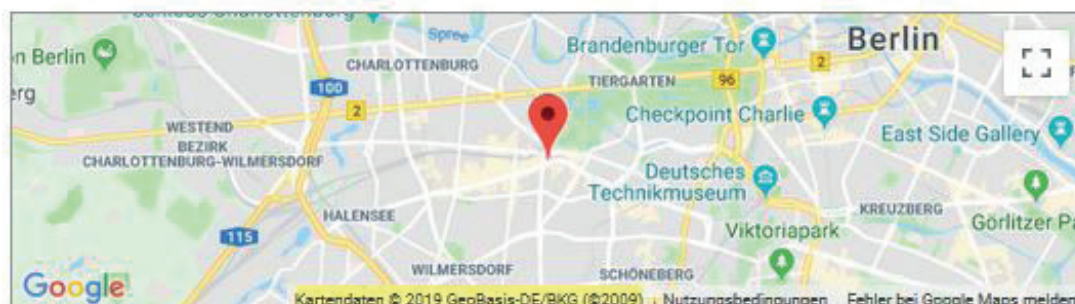 Spree
Berlin
n Berlin
Brandenburger Tor
2
CHARLOTTENBURG
TIERGARTEN
96
100
rg
2
Checkpoint Charlie
WESTEND
East Side Gallery
BEZIRK
CHARLOTTENBURG-WILMERSDORF
Deutsches
Technikmuseum
HALENSEE
KREUZBERG
Görlitzer Pa
115
Viktoriapark
WILMERSDORF
SCHÖNEBERG
Google
Kartendaten © 2019 GeoBasis-DE/BKG (©2009)
Nutzungsbedingungen
Fehler bei Google Maps melden